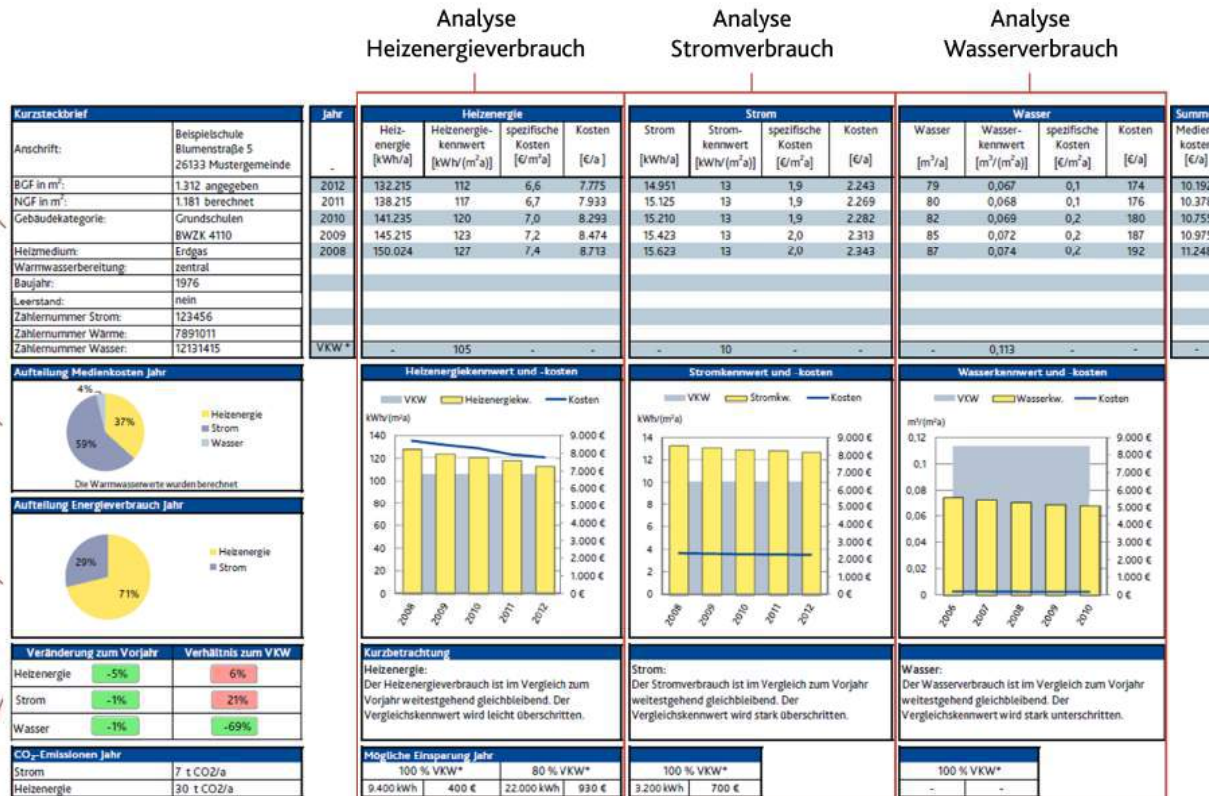 Analyse
Heizenergieverbrauch
Analyse
Stromverbrauch
Analyse
Wasserverbrauch
Kurzsteckbrief
Anschrift:
Beispielschule
Blumenstraße 5
26133 Mustergemeinde
BGF in m²: 1.312 angegeben
NGF in m²: 1.181 berechnet
Gebäudekategorie: Grundschulen
BWZK 4110
Heizmedium: Erdgas
Warmwasserbereitung: zentral
Baujahr: 1976
Leerstand: nein
Zählernummer Strom: 123456
Zählernummer Wärme: 7891011
Zählernummer Wasser: 12131415
Jahr
-
2012
2011
2010
2009
2008
VKW *
Heizenergie
Heiz-energie [kWh/a] Heizenergie-kennwert [kWh/(m²a)] spezifische Kosten [€/m²a] Kosten [€/a]
132.215 112 6,6 7.775
138.215 117 6,7 7.933
141.235 120 7,0 8.293
145.215 123 7,2 8.474
150.024 127 7,4 8.713
- 105 - -
Strom
Strom [kWh/a] Strom-kennwert [kWh/(m²a)] spezifische Kosten [€/m²a] Kosten [€/a]
14.951 13 1,9 2.243
15.125 13 1,9 2.269
15.210 13 1,9 2.282
15.423 13 2,0 2.313
15.623 13 2,0 2.343
- 10 - -
Wasser
Wasser [m³/a] Wasser-kennwert [m³/(m²a)] spezifische Kosten [€/m²a] Kosten [€/a]
79 0,067 0,1 174
80 0,068 0,1 176
82 0,069 0,2 180
85 0,072 0,2 187
87 0,074 0,2 192
- 0,113 - -
Summe
Medien
kosten
[€/a]
10.192
10.378
10.755
10.975
11.248
-
Aufteilung Medienkosten Jahr
4%
37%
59%
Heizenergie
Strom
Wasser
Die Warmwasserwerte wurden berechnet
Aufteilung Energieverbrauch Jahr
29%
71%
Heizenergie
Strom
Heizenergiekennwert und -kosten
VKW Heizenergiekw. Kosten
kWh/(m²a)
140
120
100
80
60
40
20
0
9.000 €
8.000 €
7.000 €
6.000 €
5.000 €
4.000 €
3.000 €
2.000 €
1.000 €
0 €
2008 2009 2010 2011 2012
Stromkennwert und -kosten
VKW Stromkw. Kosten
kWh/(m²a)
14
12
10
8
6
4
2
0
9.000 €
8.000 €
7.000 €
6.000 €
5.000 €
4.000 €
3.000 €
2.000 €
1.000 €
0 €
2008 2009 2010 2011 2012
Wasserkennwert und -kosten
VKW Wasserkw. Kosten
m³/(m²a)
0,12
0,1
0,08
0,06
0,04
0,02
0
9.000 €
8.000 €
7.000 €
6.000 €
5.000 €
4.000 €
3.000 €
2.000 €
1.000 €
0 €
2006 2007 2008 2009 2010
Veränderung zum Vorjahr Verhältnis zum VKW
Heizenergie -5% 6%
Strom -1% 21%
Wasser -1% -69%
Kurzbetrachtung
Heizenergie:
Der Heizenergieverbrauch ist im Vergleich zum
Vorjahr weitestgehend gleichbleibend. Der
Vergleichskennwert wird leicht überschritten.
Strom:
Der Stromverbrauch ist im Vergleich zum Vorjahr
weitestgehend gleichbleibend. Der
Vergleichskennwert wird stark überschritten.
Wasser:
Der Wasserverbrauch ist im Vergleich zum Vorjahr
weitestgehend gleichbleibend. Der
Vergleichskennwert wird stark unterschritten.
CO₂-Emissionen Jahr
Strom 7 t CO2/a
Heizenergie 30 t CO2/a
Mögliche Einsparung Jahr
100 % VKW* 80 % VKW*
9.400 kWh 400 € 22.000 kWh 930 €
100 % VKW*
3.200 kWh 700 €
100 % VKW*
- -